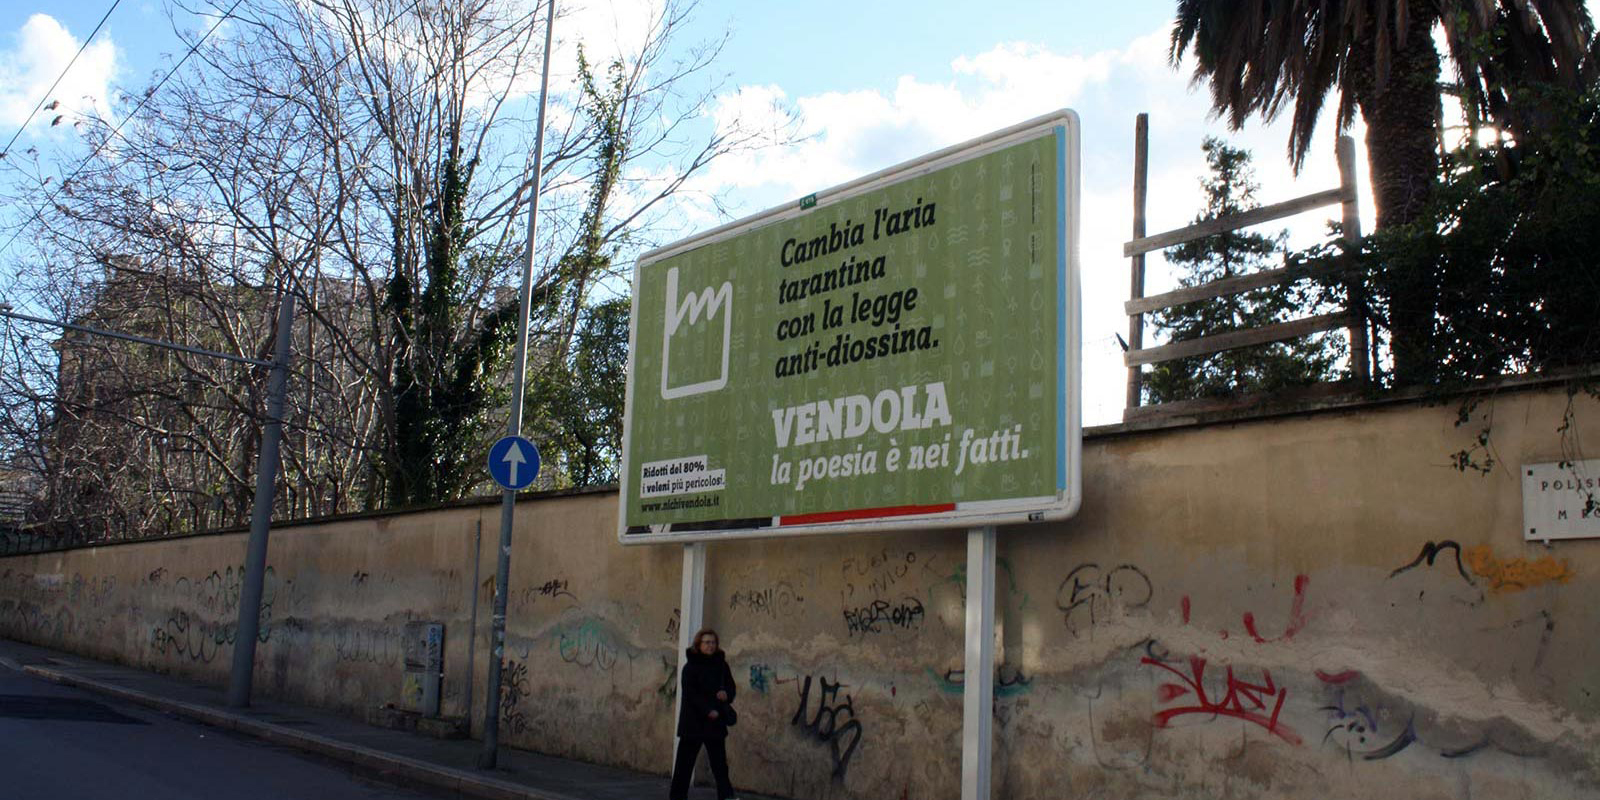 Cambia l'aria
tarantina
con la legge
anti-diossina.
VENDOLA
la poesia è nei fatti.
Ridotti del 80%
i veleni più pericolosi.
www.nichivendola.it
POLIS
M